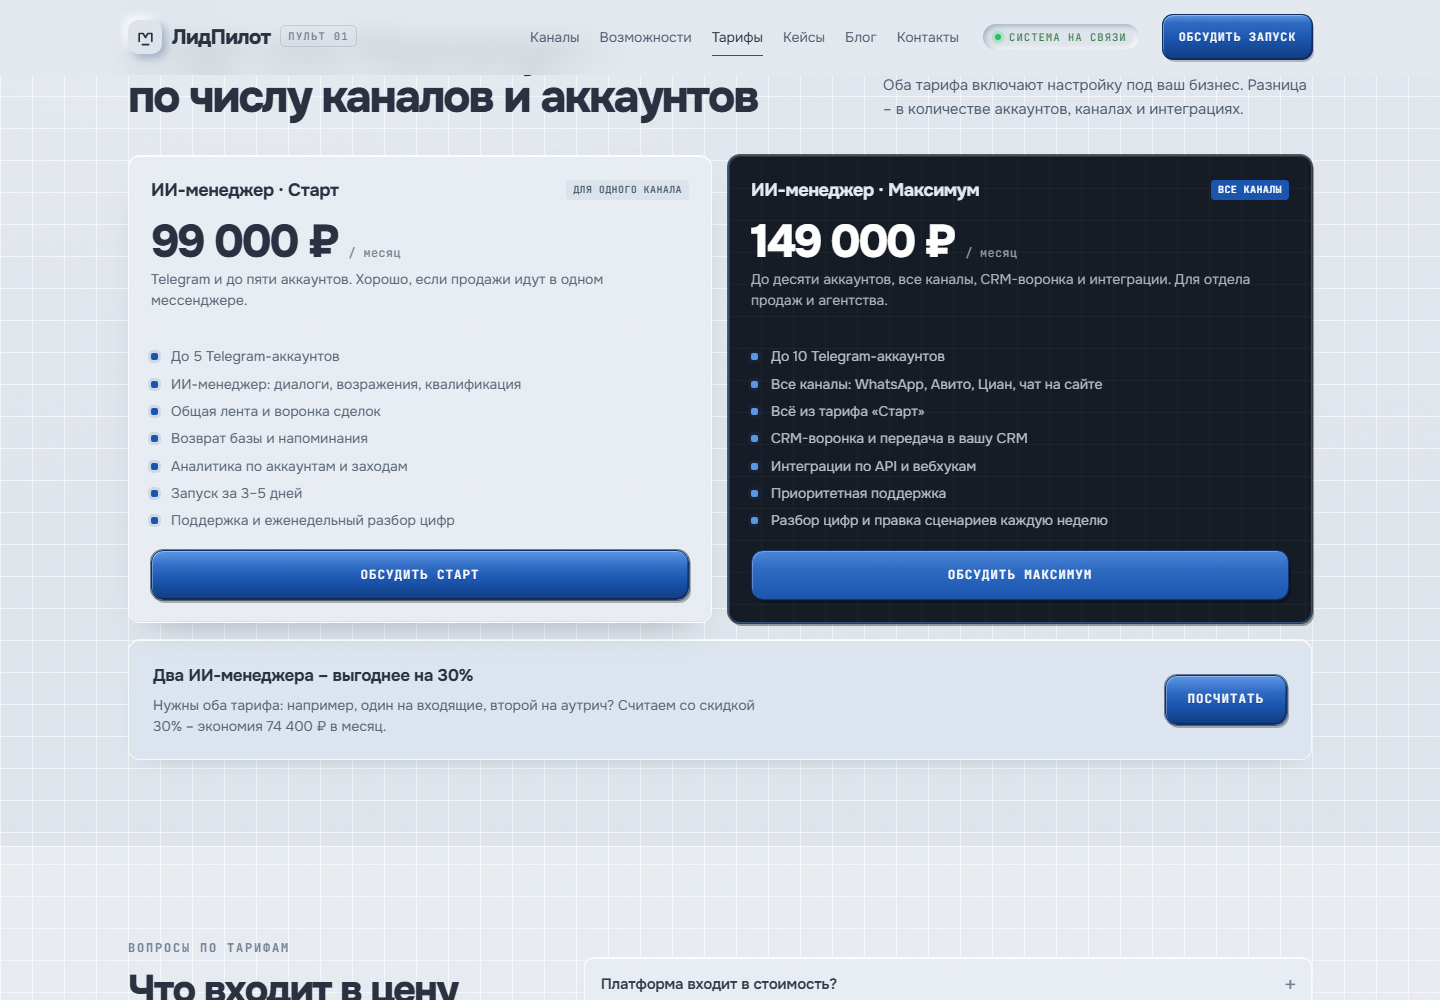 ЛидПилот
ПУЛЬТ 01
Каналы
Возможности
Тарифы
Кейсы
Блог
Контакты
СИСТЕМА НА СВЯЗИ
ОБСУДИТЬ ЗАПУСК
по числу каналов и аккаунтов
Оба тарифа включают настройку под ваш бизнес. Разница
– в количестве аккаунтов, каналах и интеграциях.
ИИ-менеджер · Старт
ДЛЯ ОДНОГО КАНАЛА
99 000 ₽ / месяц
Telegram и до пяти аккаунтов. Хорошо, если продажи идут в одном
мессенджере.
До 5 Telegram-аккаунтов
ИИ-менеджер: диалоги, возражения, квалификация
Общая лента и воронка сделок
Возврат базы и напоминания
Аналитика по аккаунтам и заходам
Запуск за 3–5 дней
Поддержка и еженедельный разбор цифр
ОБСУДИТЬ СТАРТ
ИИ-менеджер · Максимум
ВСЕ КАНАЛЫ
149 000 ₽ / месяц
До десяти аккаунтов, все каналы, CRM-воронка и интеграции. Для отдела
продаж и агентства.
До 10 Telegram-аккаунтов
Все каналы: WhatsApp, Авито, Циан, чат на сайте
Всё из тарифа «Старт»
CRM-воронка и передача в вашу CRM
Интеграции по API и вебхукам
Приоритетная поддержка
Разбор цифр и правка сценариев каждую неделю
ОБСУДИТЬ МАКСИМУМ
Два ИИ-менеджера – выгоднее на 30%
Нужны оба тарифа: например, один на входящие, второй на аутрич? Считаем со скидкой
30% – экономия 74 400 ₽ в месяц.
ПОСЧИТАТЬ
ВОПРОСЫ ПО ТАРИФАМ
Что входит в цену
Платформа входит в стоимость?
+